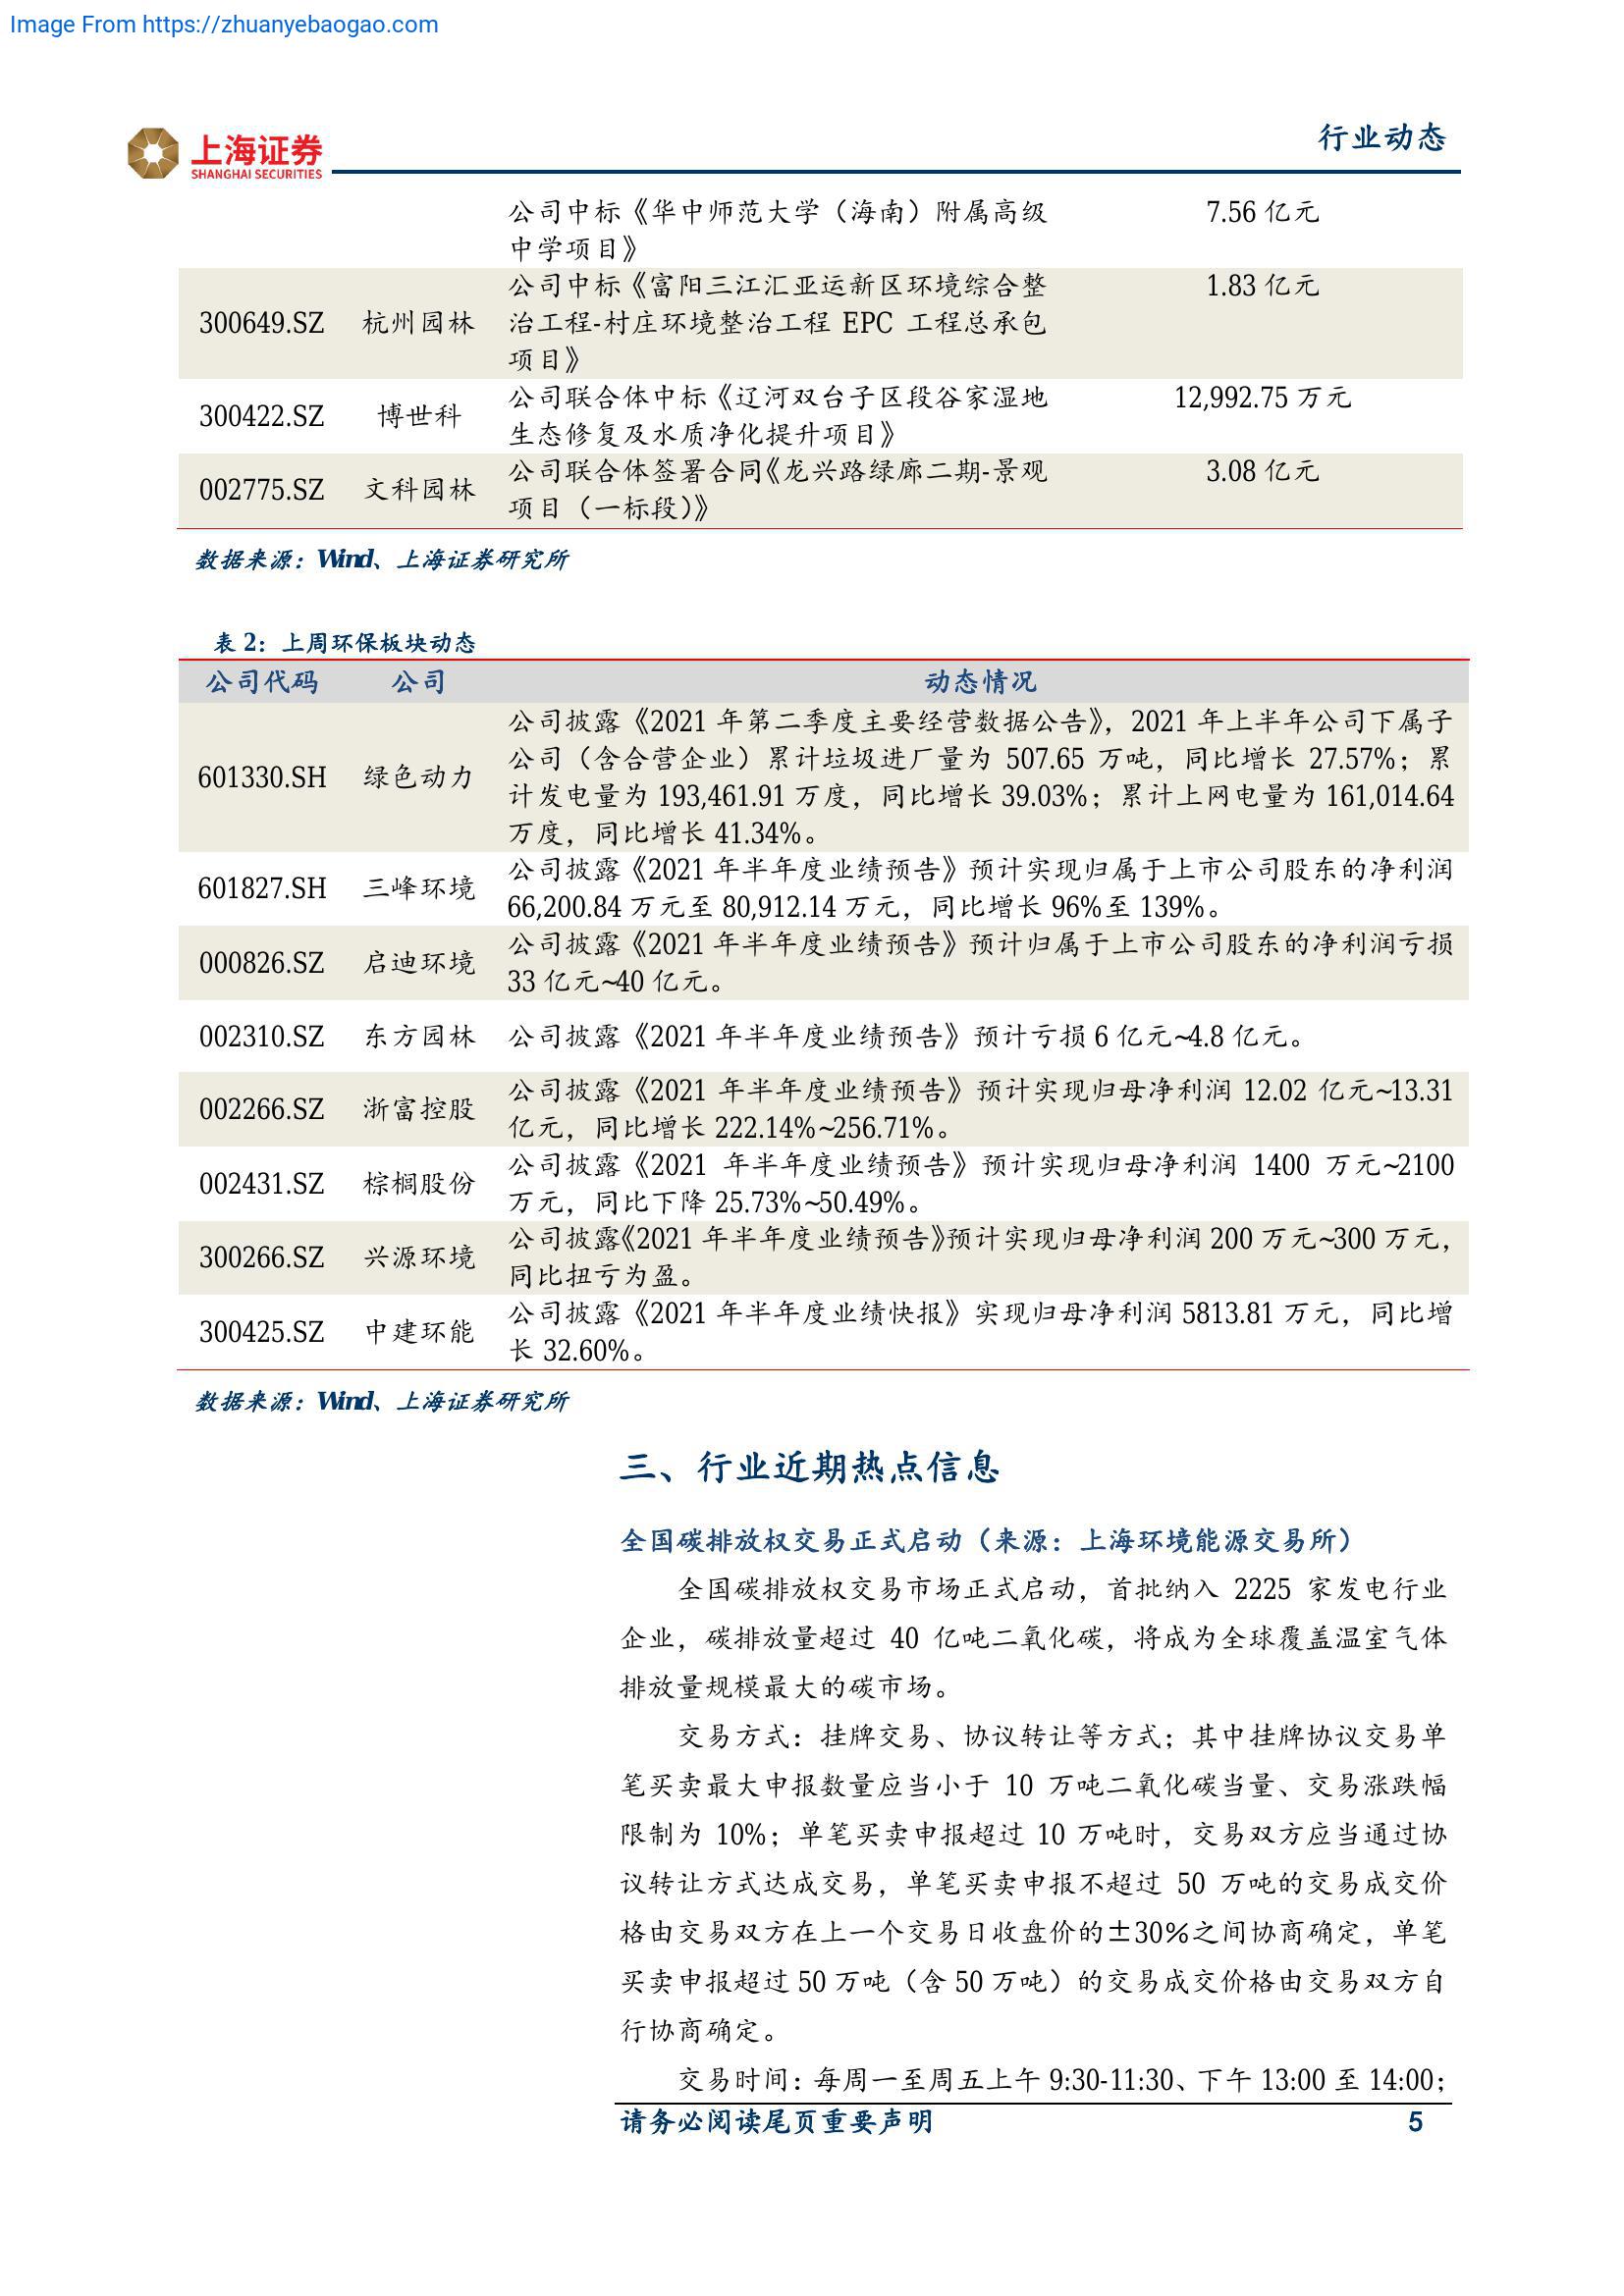 Image From https://zhuanyebaogao.com
上海证券
SHANGHAI SECURITIES
行业动态
公司中标《华中师范大学（海南）附属高级
中学项目》
7.56 亿元
300649.SZ
杭州园林
公司中标《富阳三江汇亚运新区环境综合整
治工程-村庄环境整治工程 EPC 工程总承包
项目》
1.83 亿元
300422.SZ
博世科
公司联合体中标《辽河双台子区段谷家湿地
生态修复及水质净化提升项目》
12,992.75 万元
002775.SZ
文科园林
公司联合体签署合同《龙兴路绿廊二期-景观
项目（一标段）》
3.08 亿元
数据来源：Wind、上海证券研究所
表 2：上周环保板块动态
公司代码 公司 动态情况
601330.SH
绿色动力
公司披露《2021 年第二季度主要经营数据公告》，2021 年上半年公司下属子
公司（含合营企业）累计垃圾进厂量为 507.65 万吨，同比增长 27.57%；累
计发电量为 193,461.91 万度，同比增长 39.03%；累计上网电量为 161,014.64
万度，同比增长 41.34%。
601827.SH
三峰环境
公司披露《2021 年半年度业绩预告》预计实现归属于上市公司股东的净利润
66,200.84 万元至 80,912.14 万元，同比增长 96%至 139%。
000826.SZ
启迪环境
公司披露《2021 年半年度业绩预告》预计归属于上市公司股东的净利润亏损
33 亿元~40 亿元。
002310.SZ
东方园林
公司披露《2021 年半年度业绩预告》预计亏损 6 亿元~4.8 亿元。
002266.SZ
浙富控股
公司披露《2021 年半年度业绩预告》预计实现归母净利润 12.02 亿元~13.31
亿元，同比增长 222.14%~256.71%。
002431.SZ
棕榈股份
公司披露《2021 年半年度业绩预告》预计实现归母净利润 1400 万元~2100
万元，同比下降 25.73%~50.49%。
300266.SZ
兴源环境
公司披露《2021 年半年度业绩预告》预计实现归母净利润 200 万元~300 万元，
同比扭亏为盈。
300425.SZ
中建环能
公司披露《2021 年半年度业绩快报》实现归母净利润 5813.81 万元，同比增
长 32.60%。
数据来源：Wind、上海证券研究所
三、行业近期热点信息
全国碳排放权交易正式启动（来源：上海环境能源交易所）
全国碳排放权交易市场正式启动，首批纳入 2225 家发电行业
企业，碳排放量超过 40 亿吨二氧化碳，将成为全球覆盖温室气体
排放量规模最大的碳市场。
交易方式：挂牌交易、协议转让等方式；其中挂牌协议交易单
笔买卖最大申报数量应当小于 10 万吨二氧化碳当量、交易涨跌幅
限制为 10%；单笔买卖申报超过 10 万吨时，交易双方应当通过协
议转让方式达成交易，单笔买卖申报不超过 50 万吨的交易成交价
格由交易双方在上一个交易日收盘价的±30%之间协商确定，单笔
买卖申报超过 50 万吨（含 50 万吨）的交易成交价格由交易双方自
行协商确定。
交易时间：每周一至周五上午 9:30-11:30、下午 13:00 至 14:00；
请务必阅读尾页重要声明
5